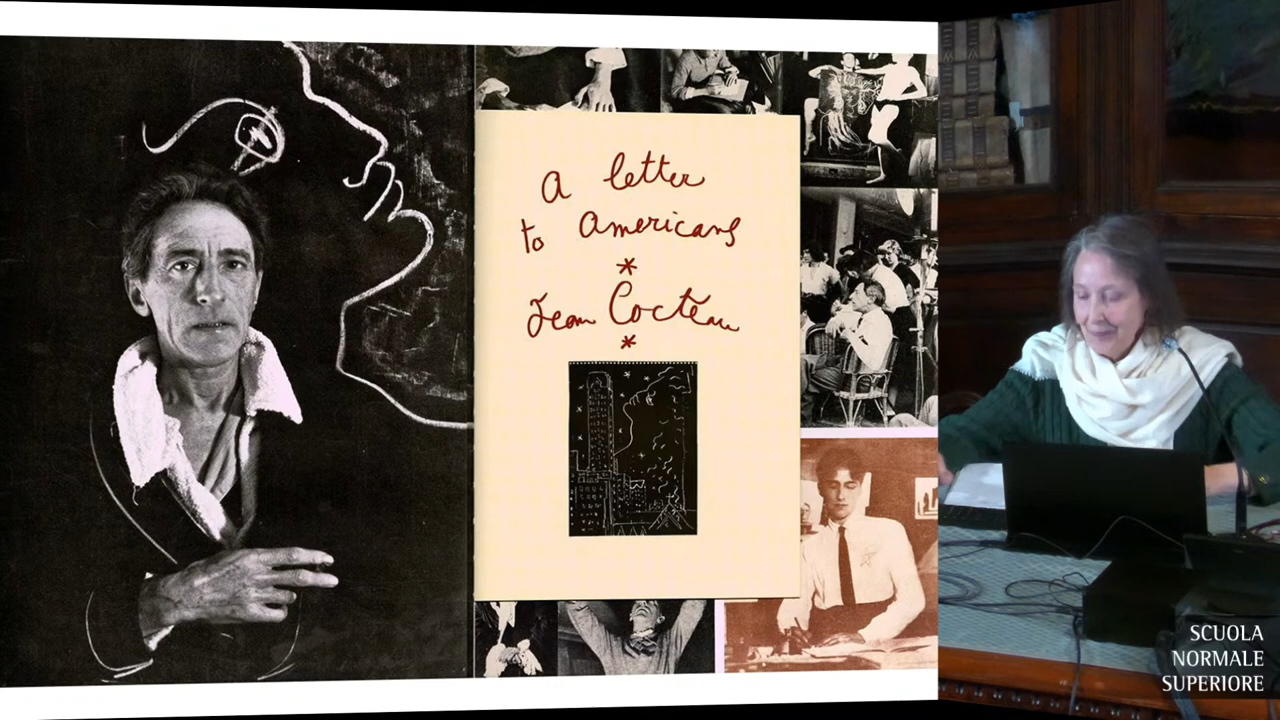 A letter
to Americans
*
Jean Cocteau
*
SCUOLA
NORMALE
SUPERIORE